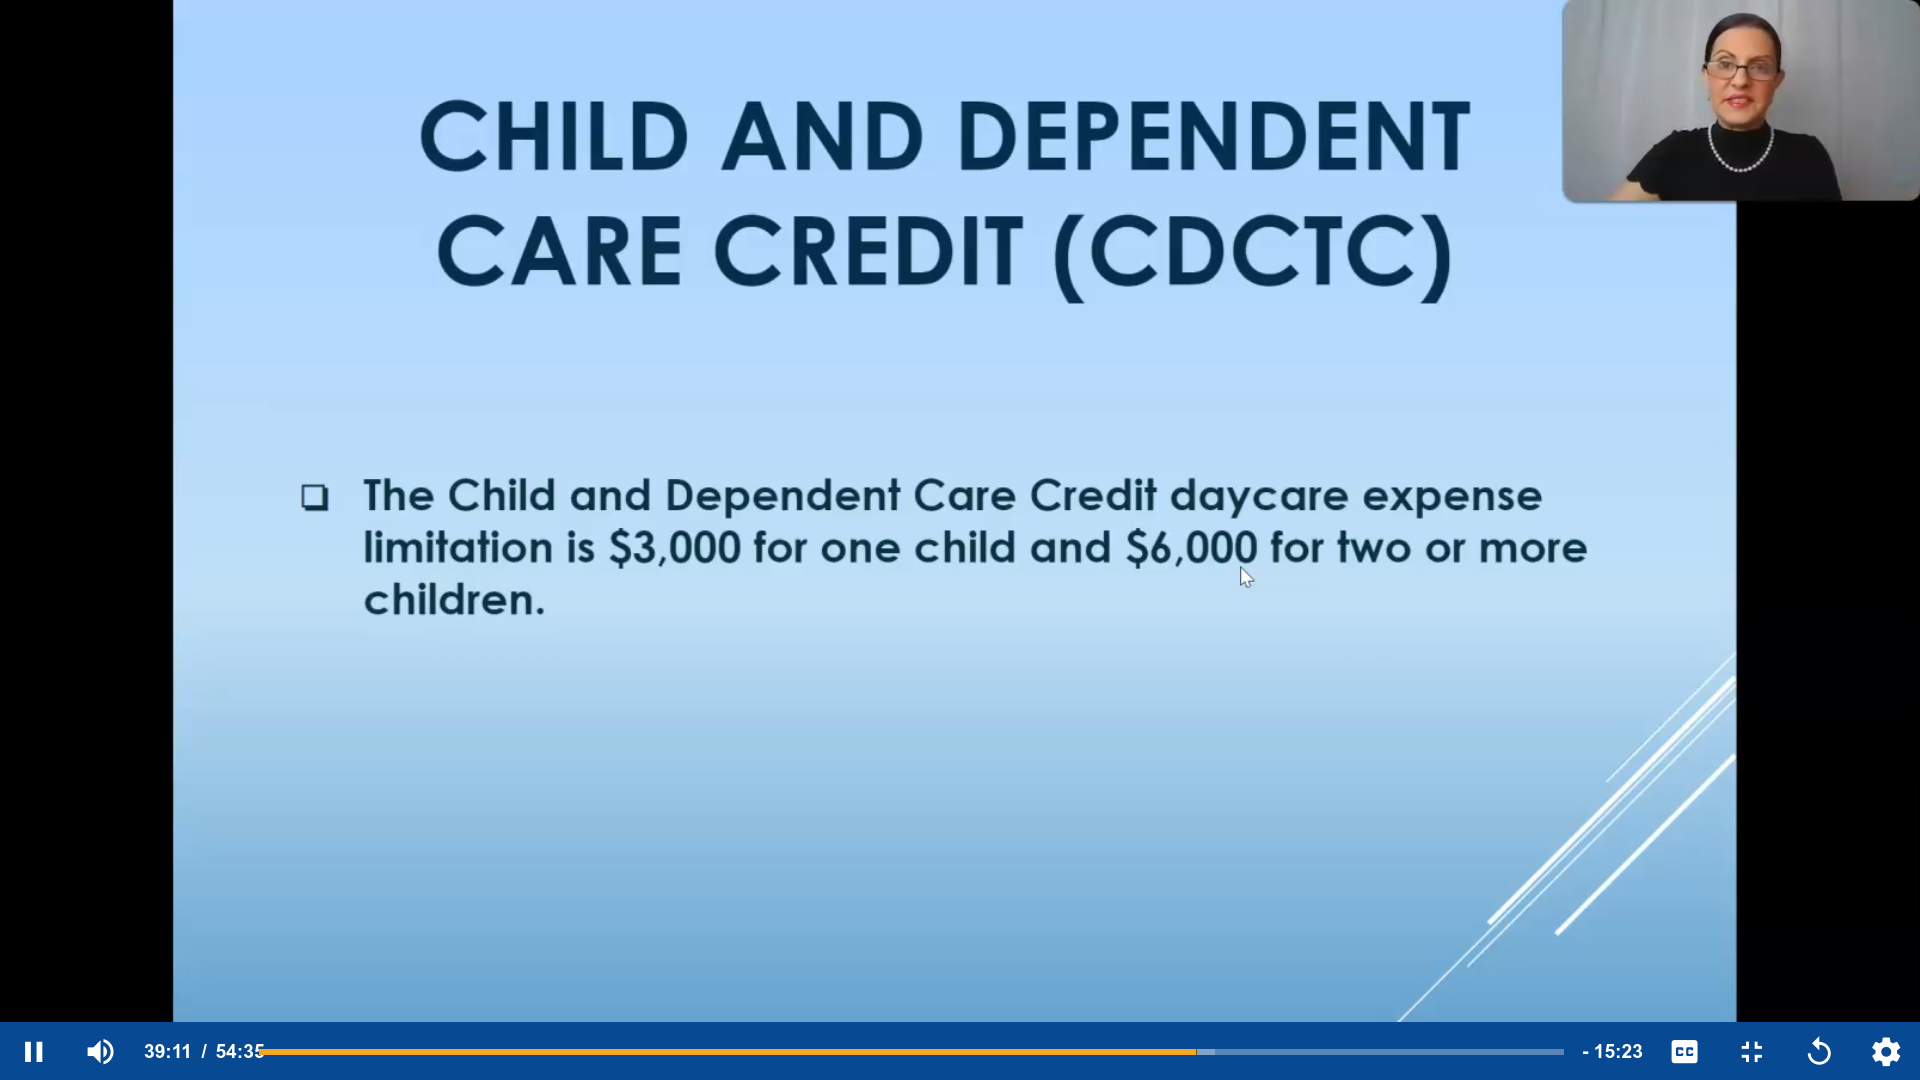 CHILD AND DEPENDENT
CARE CREDIT (CDCTC)
The Child and Dependent Care Credit daycare expense
limitation is $3,000 for one child and $6,000 for two or more
children.
39:11 / 54:35
- 15:23
CC